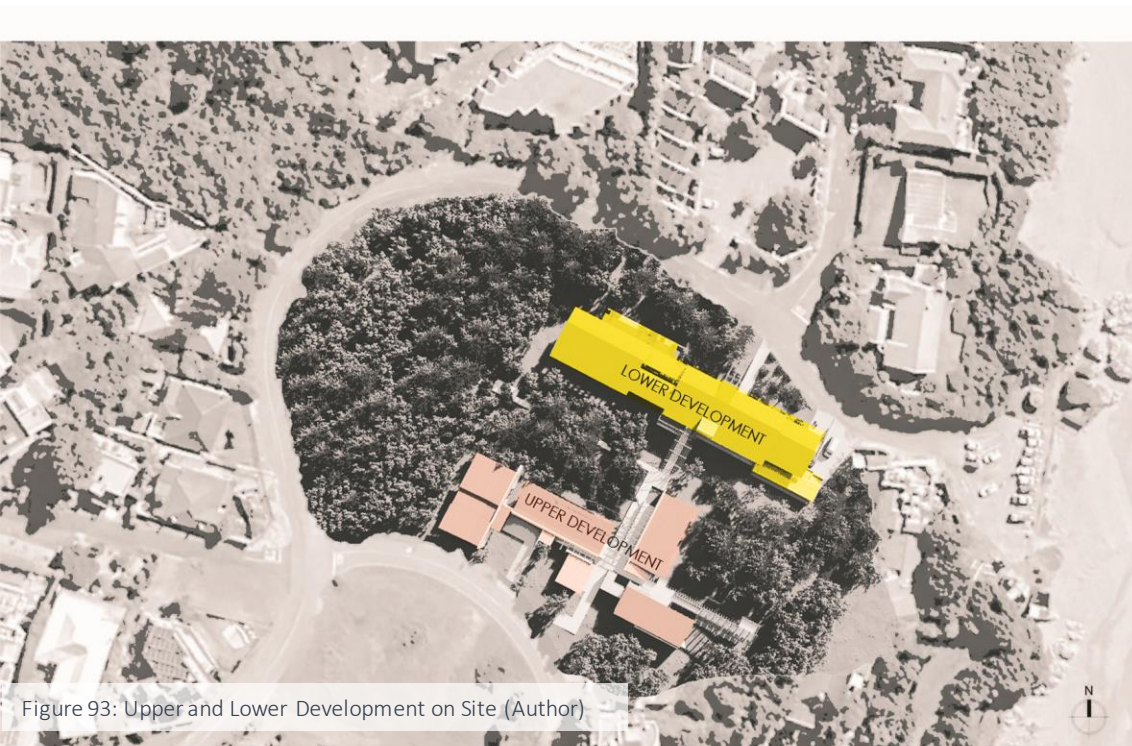 LOWER DEVELOPMENT
UPPER DEVELOPMENT
N
Figure 93: Upper and Lower Development on Site (Author)